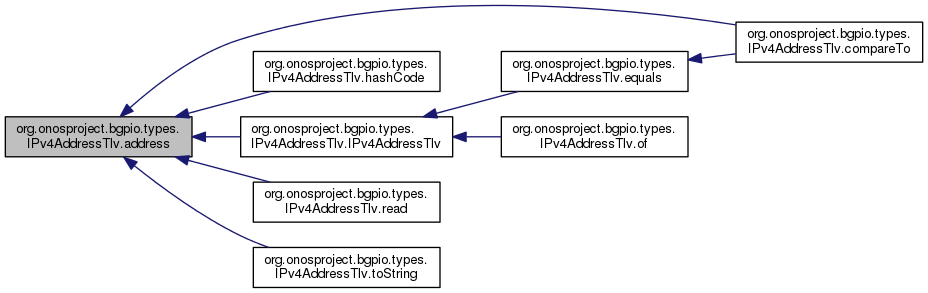 org.onosproject.bgpio.types.
IPv4AddressTlv.compareTo
org.onosproject.bgpio.types.
IPv4AddressTlv.hashCode
org.onosproject.bgpio.types.
IPv4AddressTlv.equals
org.onosproject.bgpio.types.
IPv4AddressTlv.address
org.onosproject.bgpio.types.
IPv4AddressTlv.IPv4AddressTlv
org.onosproject.bgpio.types.
IPv4AddressTlv.of
org.onosproject.bgpio.types.
IPv4AddressTlv.read
org.onosproject.bgpio.types.
IPv4AddressTlv.toString